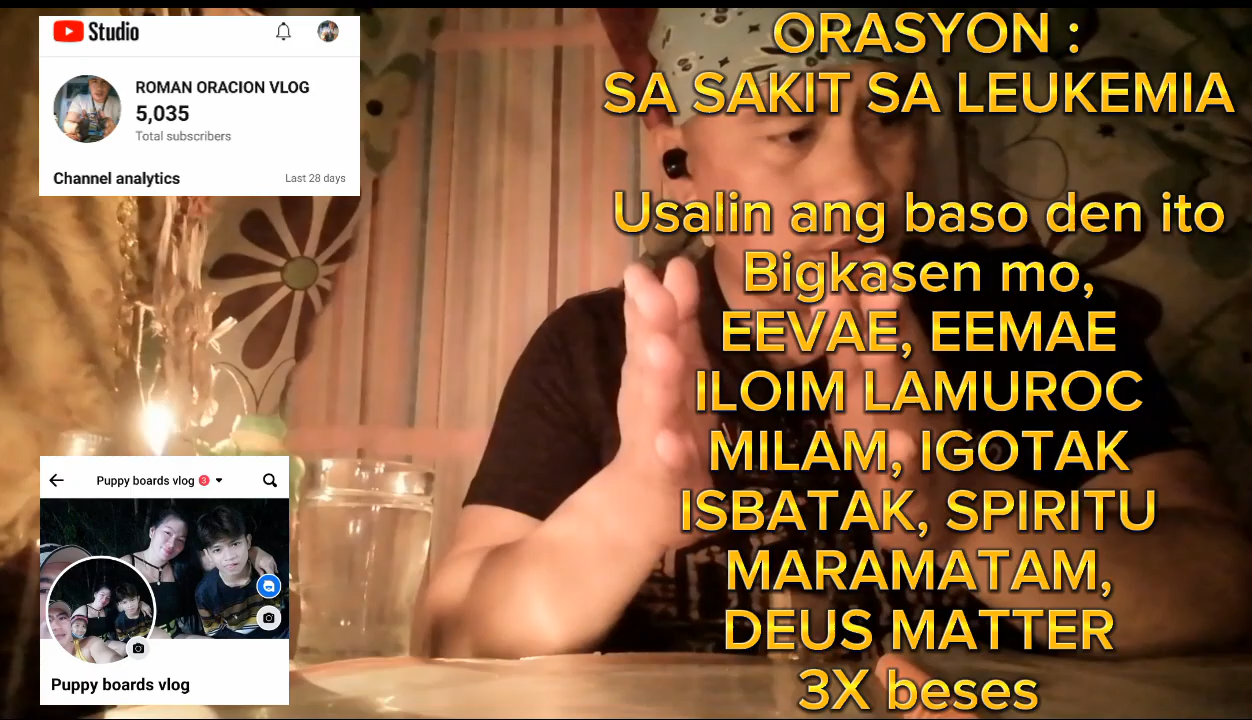 Studio
ROMAN ORACION VLOG
5,035
Total subscribers
Channel analytics
Last 28 days
ORASYON :
SA SAKIT SA LEUKEMIA
Usalin ang baso den ito
Bigkasen mo,
EEVAE, EEMAE
ILOIM LAMUROC
MILAM, IGOTAK
ISBATAK, SPIRITU
MARAMATAM,
DEUS MATTER
3X beses
Puppy boards vlog 3
Puppy boards vlog